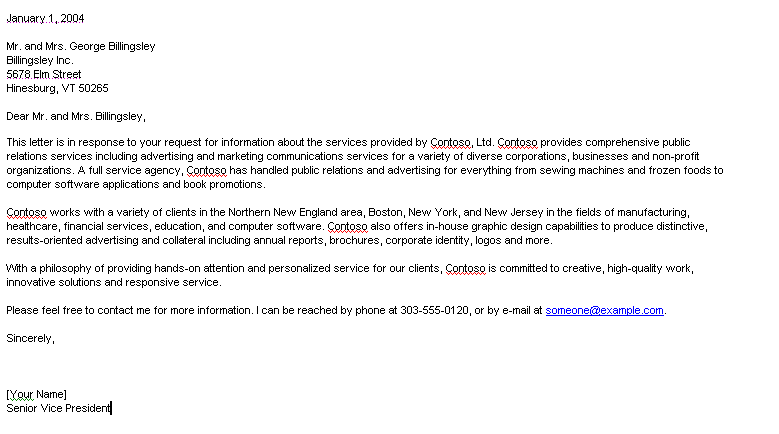 January 1, 2004
Mr. and Mrs. George Billingsley
Billingsley Inc.
5678 Elm Street
Hinesburg, VT 50265
Dear Mr. and Mrs. Billingsley,
This letter is in response to your request for information about the services provided by Contoso, Ltd. Contoso provides comprehensive public
relations services including advertising and marketing communications services for a variety of diverse corporations, businesses and non-profit
organizations. A full service agency, Contoso has handled public relations and advertising for everything from sewing machines and frozen foods to
computer software applications and book promotions.
Contoso works with a variety of clients in the Northern New England area, Boston, New York, and New Jersey in the fields of manufacturing,
healthcare, financial services, education, and computer software. Contoso also offers in-house graphic design capabilities to produce distinctive,
results-oriented advertising and collateral including annual reports, brochures, corporate identity, logos and more.
With a philosophy of providing hands-on attention and personalized service for our clients, Contoso is committed to creative, high-quality work,
innovative solutions and responsive service.
Please feel free to contact me for more information. I can be reached by phone at 303-555-0120, or by e-mail at someone@example.com.
Sincerely,
[Your Name]
Senior Vice President